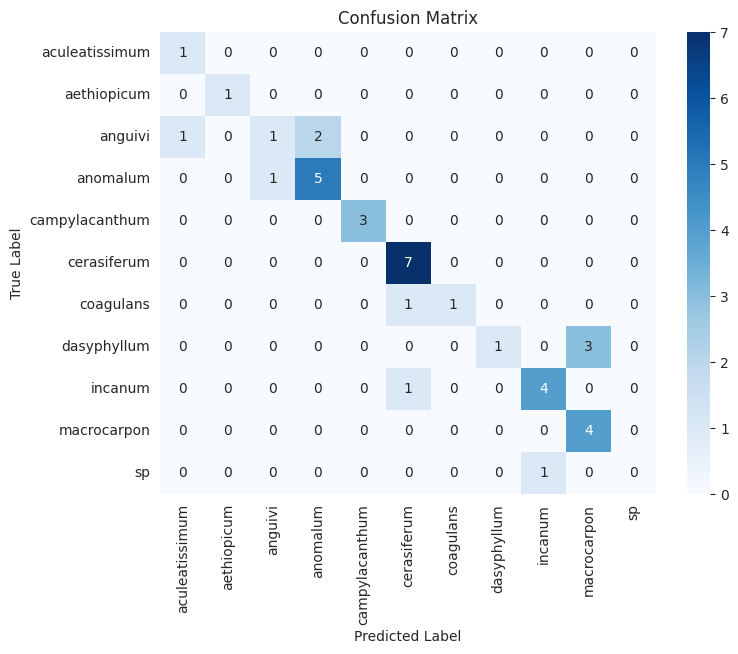 Confusion Matrix
aculeatissimum 1 0 0 0 0 0 0 0 0 0 0
aethiopicum 0 1 0 0 0 0 0 0 0 0 0
anguivi 1 0 1 2 0 0 0 0 0 0 0
anomalum 0 0 1 5 0 0 0 0 0 0 0
campylacanthum 0 0 0 0 3 0 0 0 0 0 0
cerasiferum 0 0 0 0 0 7 0 0 0 0 0
coagulans 0 0 0 0 0 1 1 0 0 0 0
dasyphyllum 0 0 0 0 0 0 0 1 0 3 0
incanum 0 0 0 0 0 1 0 0 4 0 0
macrocarpon 0 0 0 0 0 0 0 0 0 4 0
sp 0 0 0 0 0 0 0 0 1 0 0
True Label
aculeatissimum
aethiopicum
anguivi
anomalum
campylacanthum
cerasiferum
coagulans
dasyphyllum
incanum
macrocarpon
sp
Predicted Label
7
6
5
4
3
2
1
0